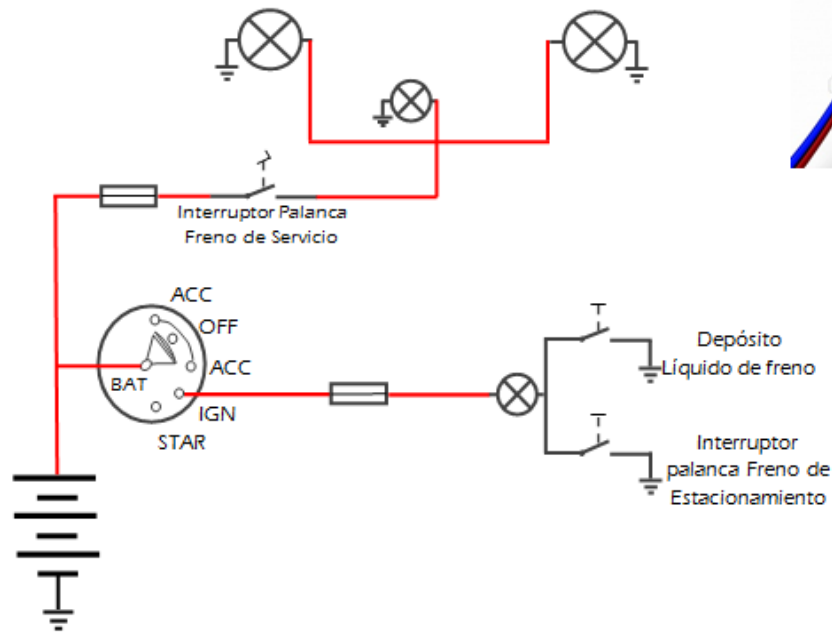 Interruptor Palanca
Freno de Servicio
ACC
OFF
ACC
BAT
IGN
STAR
Depósito
Líquido de freno
Interruptor
palanca Freno de
Estacionamiento